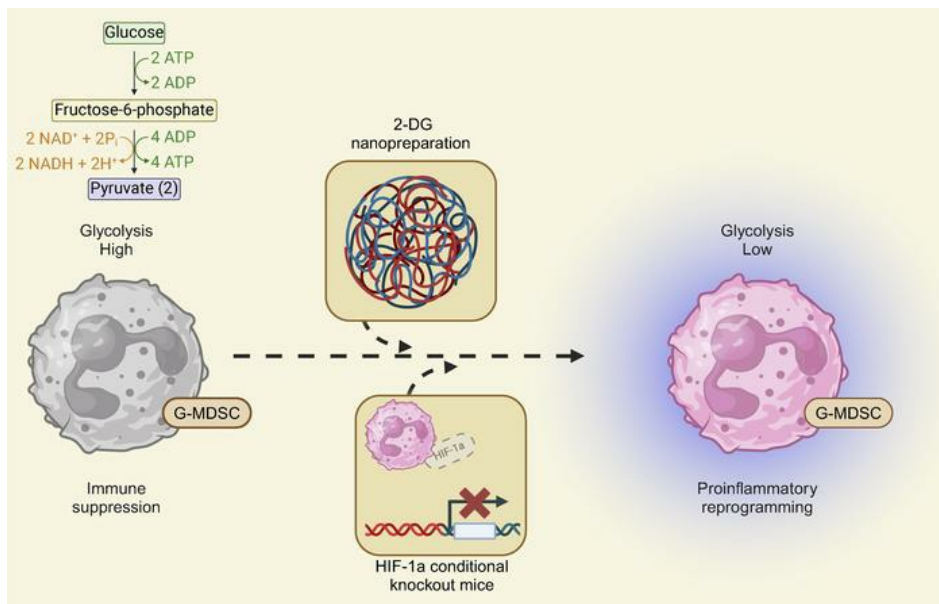 Glucose
2 ATP
2 ADP
Fructose-6-phosphate
2 NAD⁺ + 2Pᵢ
4 ADP
2 NADH + 2H⁺
4 ATP
Pyruvate (2)
Glycolysis
High
G-MDSC
Immune
suppression
2-DG
nanopreparation
HIF-1a
HIF-1a conditional
knockout mice
Glycolysis
Low
G-MDSC
Proinflammatory
reprogramming